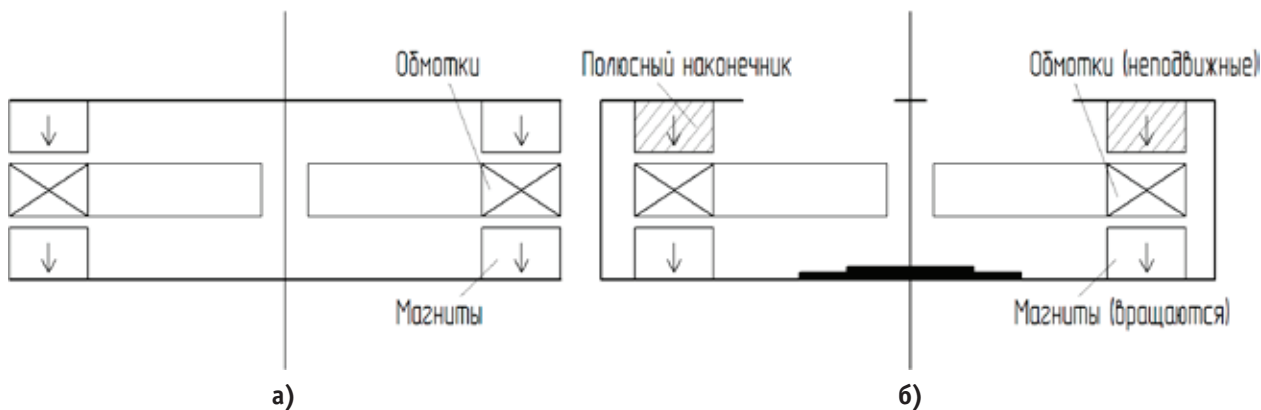 Обмотки
Полюсный наконечник
Обмотки (неподвижные)
Магниты
Магниты (вращаются)
а)
б)